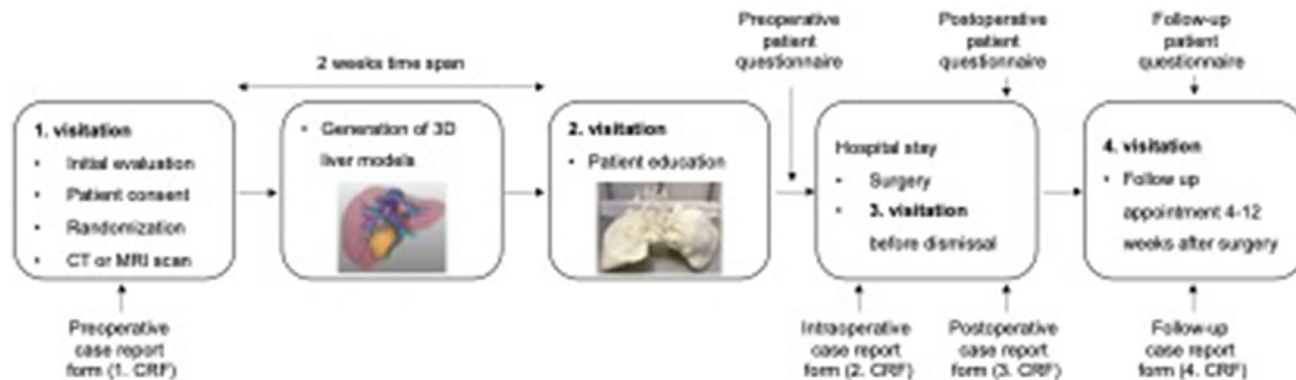 Preoperative
patient
questionnaire
Postoperative
patient
questionnaire
Follow-up
patient
questionnaire
2 weeks time span
1. visitation
• Initial evaluation
• Patient consent
• Randomization
• CT or MRI scan
• Generation of 3D
liver models
2. visitation
• Patient education
Hospital stay
• Surgery
• 3. visitation
before dismissal
4. visitation
• Follow up
appointment 4-12
weeks after surgery
Preoperative
case report
form (1. CRF)
Intraoperative
case report
form (2. CRF)
Postoperative
case report
form (3. CRF)
Follow-up
case report
form (4. CRF)